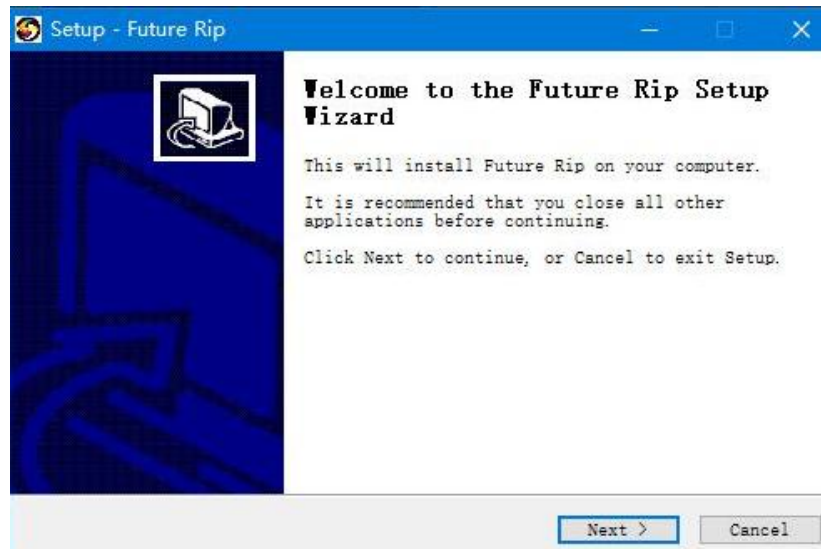 Setup - Future Rip
Welcome to the Future Rip Setup
Wizard
This will install Future Rip on your computer.
It is recommended that you close all other
applications before continuing.
Click Next to continue, or Cancel to exit Setup.
Next >
Cancel